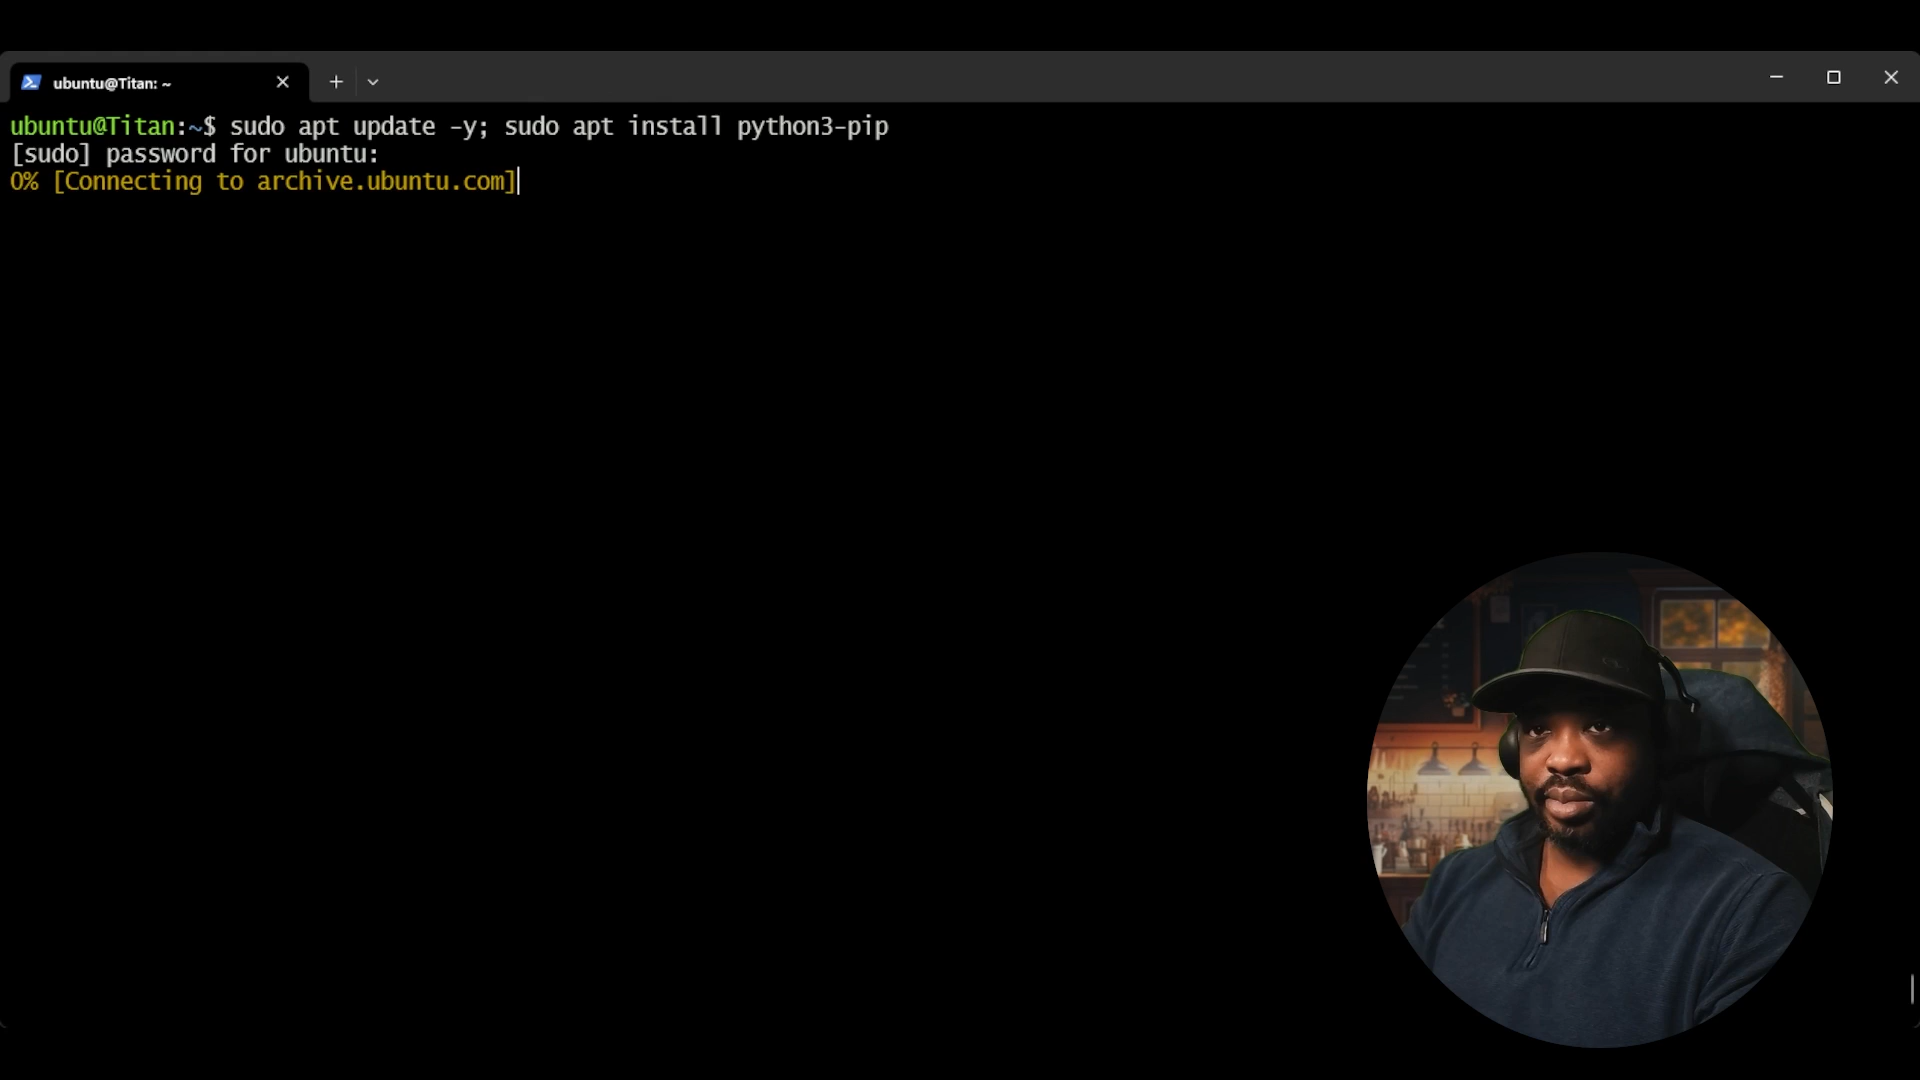 ubuntu@Titan: ~
ubuntu@Titan:~$ sudo apt update -y; sudo apt install python3-pip
[sudo] password for ubuntu:
0% [Connecting to archive.ubuntu.com]